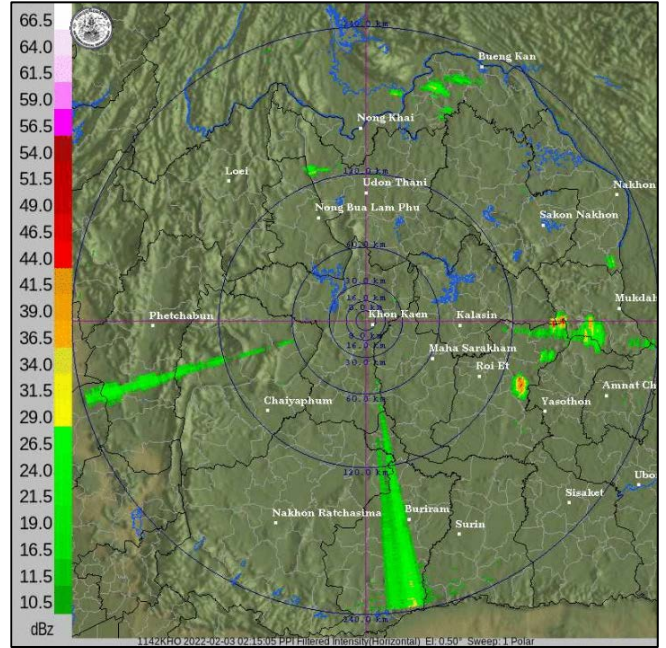 66.5
64.0
61.5
59.0
56.5
54.0
51.5
49.0
46.5
44.0
41.5
39.0
36.5
34.0
31.5
29.0
26.5
24.0
21.5
19.0
16.5
11.5
10.5
dBz
Bueng Kan
Nong Khai
Loei
Udon Thani
Nakhon
Nong Bua Lam Phu
Sakon Nakhon
Mukdah
Phetchabun
Khon Kaen
Kalasin
Maha Sarakham
Roi Et
Chaiyaphum
Amnat Ch
Yasothon
120.0 km
Ubo
Sisaket
Nakhon Ratchasima
Buriram
Surin
1142KRO 2022-02-03 02:15:05 PPI Filtered Intensity(Horizontal) El: 0.50° Sweep: 1 Polar